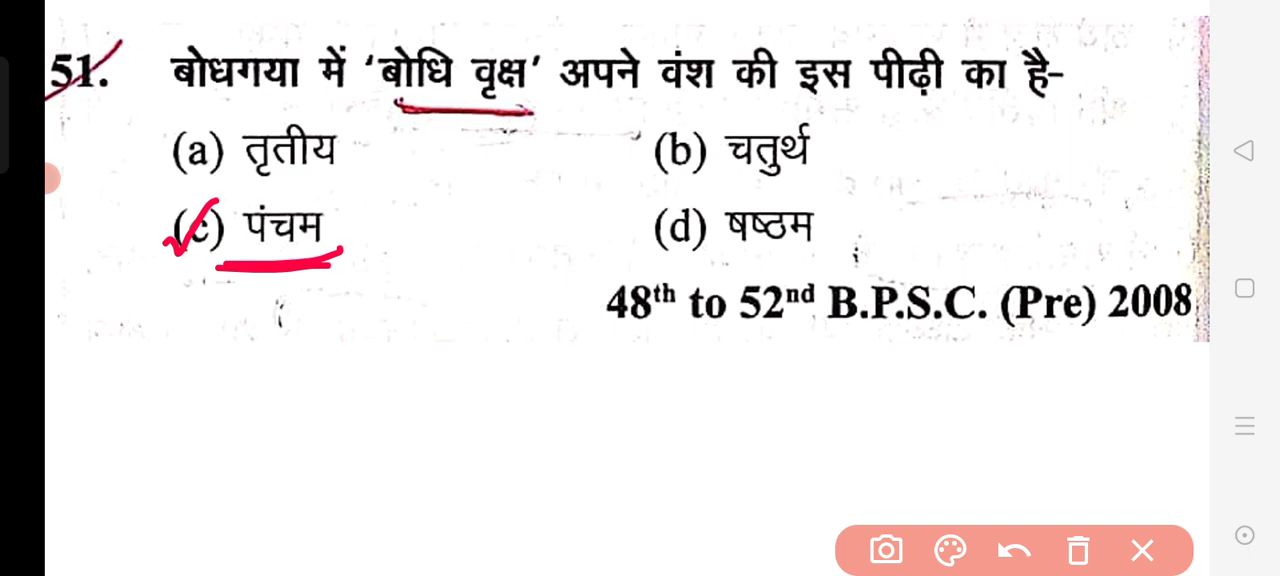 51. बोधगया में ‘बोधि वृक्ष’ अपने वंश की इस पीढ़ी का है-
(a) तृतीय (b) चतुर्थ
(c) पंचम (d) षष्ठम
48th to 52nd B.P.S.C. (Pre) 2008